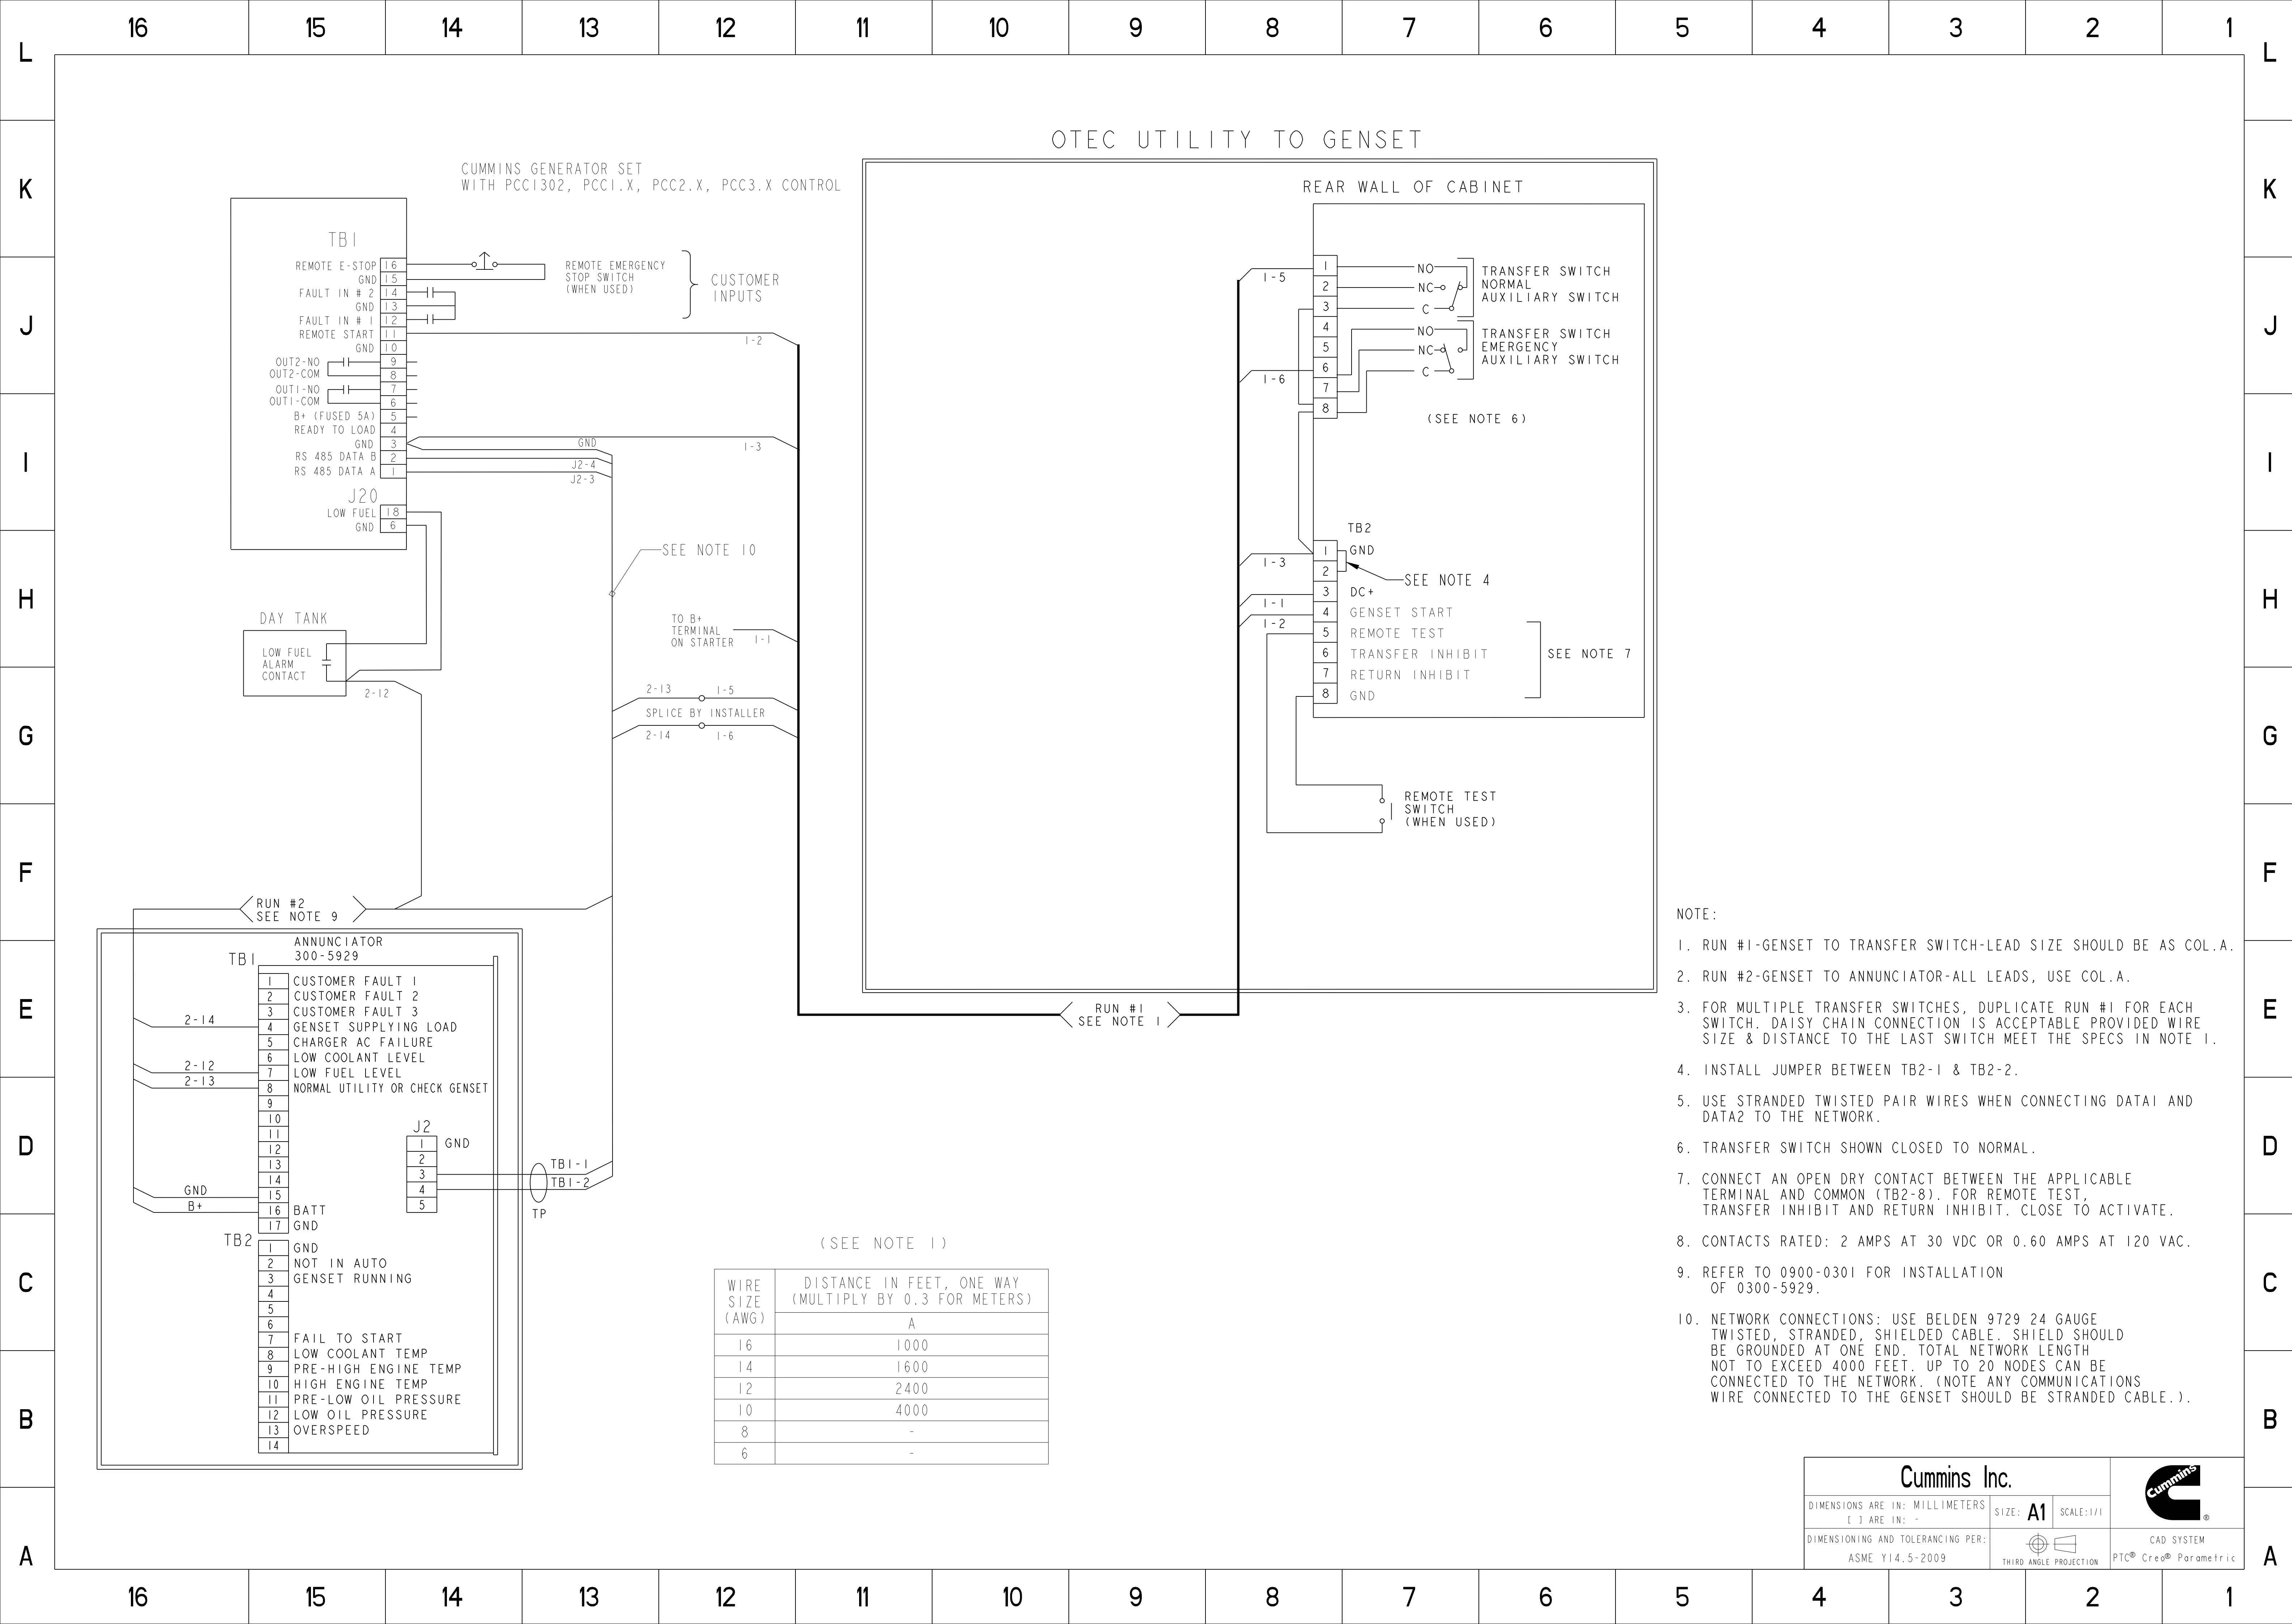 16 15 14 13 12 11 10 9 8 7 6 5 4 3 2 1
L L
K K
J J
I I
H H
G G
F F
E E
D D
C C
B B
A A
OTEC UTILITY TO GENSET
CUMMINS GENERATOR SET
WITH PCC1302, PCC1.X, PCC2.X, PCC3.X CONTROL
TB1
REMOTE E-STOP 16
GND 15
FAULT IN # 2 14
GND 13
FAULT IN # 1 12
REMOTE START 11
GND 10
OUT2-NO 9
OUT2-COM 8
OUT1-NO 7
OUT1-COM 6
B+ (FUSED 5A) 5
READY TO LOAD 4
GND 3
RS 485 DATA B 2
RS 485 DATA A 1
J20
LOW FUEL 18
GND 6
REMOTE EMERGENCY
STOP SWITCH
(WHEN USED)
CUSTOMER
INPUTS
1-2
1-3
GND
J2-4
J2-3
SEE NOTE 10
DAY TANK
LOW FUEL
ALARM
CONTACT
2-12
TO B+
TERMINAL
ON STARTER
1-1
2-13 1-5
SPLICE BY INSTALLER
2-14 1-6
REAR WALL OF CABINET
1-5
1-6
1
2
3
4
5
6
7
8
NO
NC
C
TRANSFER SWITCH
NORMAL
AUXILIARY SWITCH
NO
NC
C
TRANSFER SWITCH
EMERGENCY
AUXILIARY SWITCH
(SEE NOTE 6)
TB2
1 GND
2
3 DC+
4 GENSET START
5 REMOTE TEST
6 TRANSFER INHIBIT
7 RETURN INHIBIT
8 GND
1-3
1-1
1-2
SEE NOTE 4
SEE NOTE 7
REMOTE TEST
SWITCH
(WHEN USED)
RUN #1
SEE NOTE 1
RUN #2
SEE NOTE 9
ANNUNCIATOR
300-5929
TB1
1 CUSTOMER FAULT 1
2 CUSTOMER FAULT 2
3 CUSTOMER FAULT 3
4 GENSET SUPPLYING LOAD
5 CHARGER AC FAILURE
6 LOW COOLANT LEVEL
7 LOW FUEL LEVEL
8 NORMAL UTILITY OR CHECK GENSET
9
10
11
12
13
14
15
16 BATT
17 GND
2-14
2-12
2-13
GND
B+
J2
1 GND
2
3
4
5
TB1-1
TB1-2
TP
TB2
1 GND
2 NOT IN AUTO
3 GENSET RUNNING
4
5
6
7 FAIL TO START
8 LOW COOLANT TEMP
9 PRE-HIGH ENGINE TEMP
10 HIGH ENGINE TEMP
11 PRE-LOW OIL PRESSURE
12 LOW OIL PRESSURE
13 OVERSPEED
14
(SEE NOTE 1)
WIRE
SIZE
(AWG)
DISTANCE IN FEET, ONE WAY
(MULTIPLY BY 0.3 FOR METERS)
A
16 1000
14 1600
12 2400
10 4000
8 -
6 -
NOTE:
1. RUN #1-GENSET TO TRANSFER SWITCH-LEAD SIZE SHOULD BE AS COL.A.
2. RUN #2-GENSET TO ANNUNCIATOR-ALL LEADS, USE COL.A.
3. FOR MULTIPLE TRANSFER SWITCHES, DUPLICATE RUN #1 FOR EACH
SWITCH. DAISY CHAIN CONNECTION IS ACCEPTABLE PROVIDED WIRE
SIZE & DISTANCE TO THE LAST SWITCH MEET THE SPECS IN NOTE 1.
4. INSTALL JUMPER BETWEEN TB2-1 & TB2-2.
5. USE STRANDED TWISTED PAIR WIRES WHEN CONNECTING DATA1 AND
DATA2 TO THE NETWORK.
6. TRANSFER SWITCH SHOWN CLOSED TO NORMAL.
7. CONNECT AN OPEN DRY CONTACT BETWEEN THE APPLICABLE
TERMINAL AND COMMON (TB2-8). FOR REMOTE TEST,
TRANSFER INHIBIT AND RETURN INHIBIT. CLOSE TO ACTIVATE.
8. CONTACTS RATED: 2 AMPS AT 30 VDC OR 0.60 AMPS AT 120 VAC.
9. REFER TO 0900-0301 FOR INSTALLATION
OF 0300-5929.
10. NETWORK CONNECTIONS: USE BELDEN 9729 24 GAUGE
TWISTED, STRANDED, SHIELDED CABLE. SHIELD SHOULD
BE GROUNDED AT ONE END. TOTAL NETWORK LENGTH
NOT TO EXCEED 4000 FEET. UP TO 20 NODES CAN BE
CONNECTED TO THE NETWORK. (NOTE ANY COMMUNICATIONS
WIRE CONNECTED TO THE GENSET SHOULD BE STRANDED CABLE.).
Cummins Inc.
DIMENSIONS ARE IN: MILLIMETERS
[ ] ARE IN: -
SIZE: A1
SCALE:1/1
DIMENSIONING AND TOLERANCING PER:
ASME Y14.5-2009
THIRD ANGLE PROJECTION
Cummins ®
CAD SYSTEM
PTC® Creo® Parametric
16 15 14 13 12 11 10 9 8 7 6 5 4 3 2 1